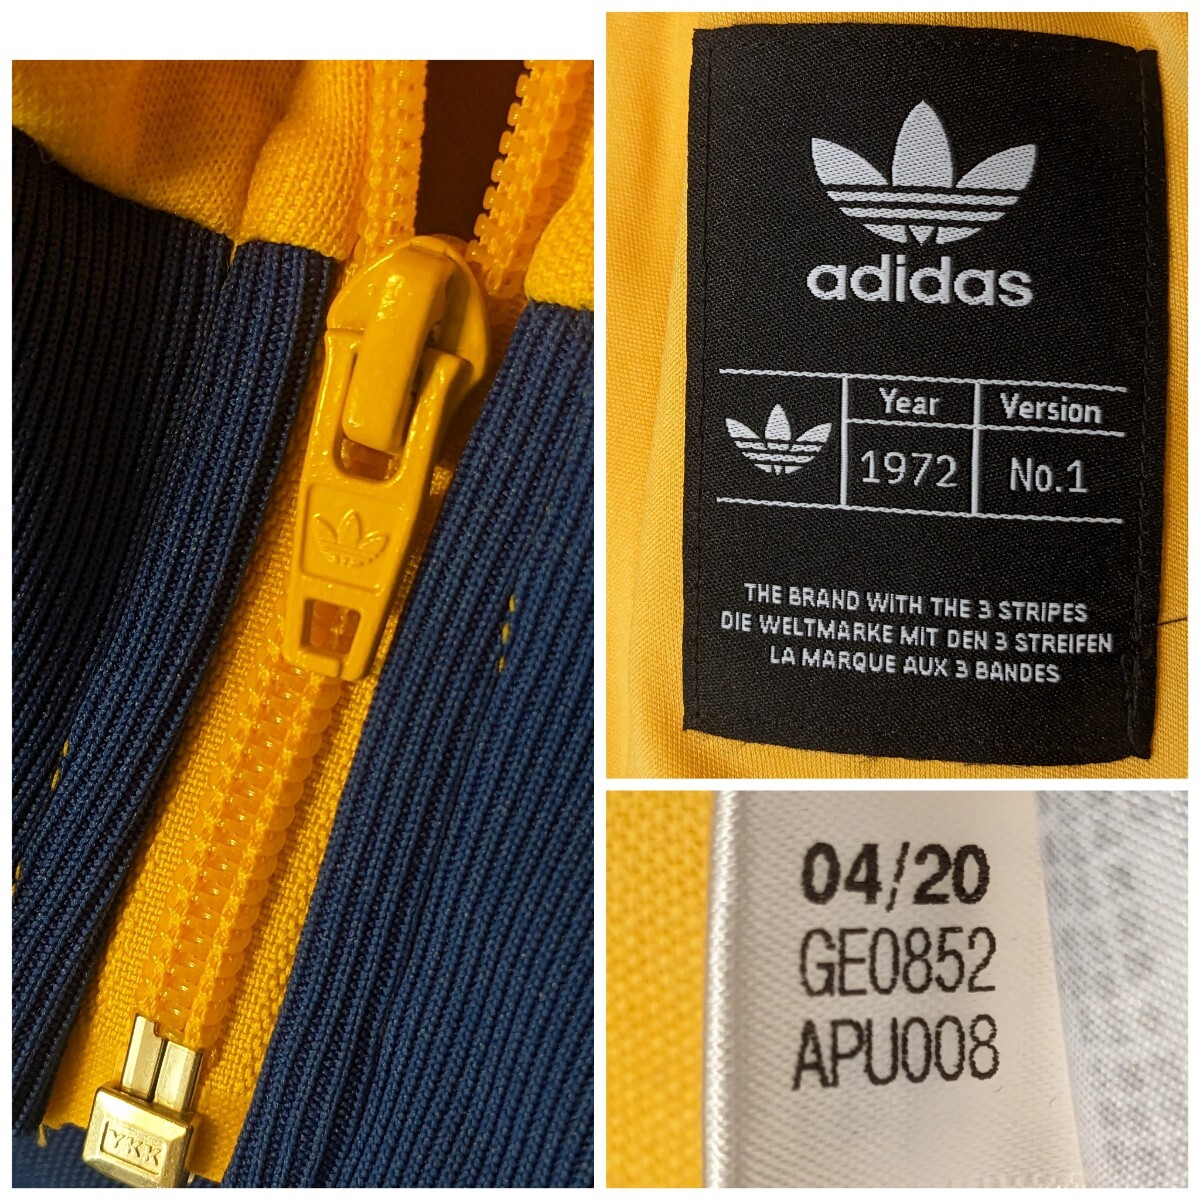 YKK
adidas
Year Version
1972 No.1
THE BRAND WITH THE 3 STRIPES
DIE WELTMARKE MIT DEN 3 STREIFEN
LA MARQUE AUX 3 BANDES
04/20
GE0852
APU008